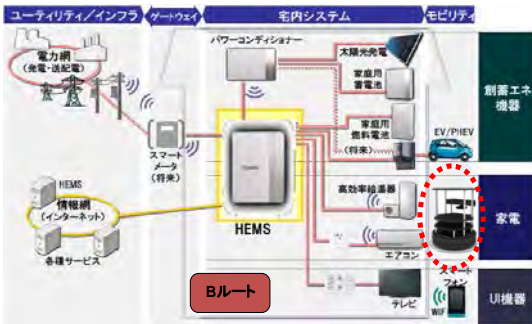 ユーティリティ／インフラ
ゲートウェイ
宅内システム
モビリティ
電力網
(発電・送配電)
パワーコンディショナー
太陽光発電
家庭用
蓄電池
家庭用
燃料電池
(将来)
EV/PHEV
創蓄エネ
機器
スマート
メータ
(将来)
HEMS
情報網
(インターネット)
各種サービス
HEMS
高効率給湯器
エアコン
家電
Bルート
テレビ
スマート
フォン
WiF
UI機器